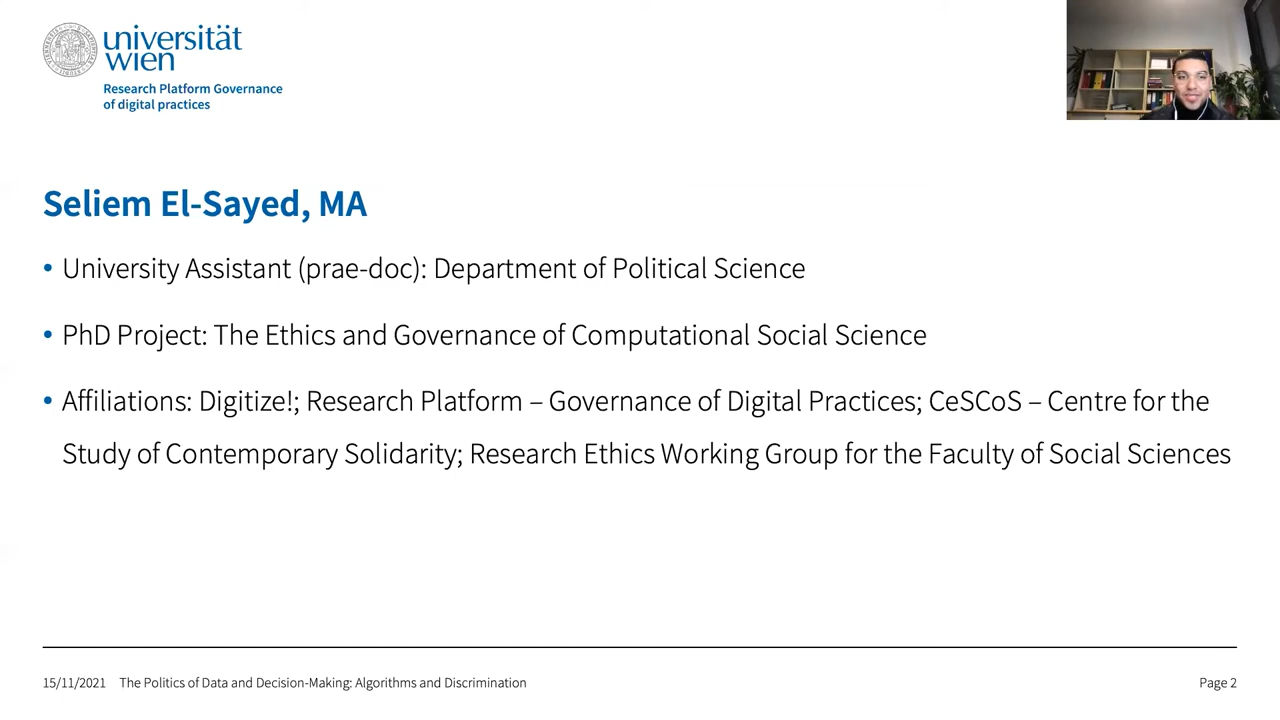 universität
wien
Research Platform Governance
of digital practices
Seliem El-Sayed, MA
• University Assistant (prae-doc): Department of Political Science
• PhD Project: The Ethics and Governance of Computational Social Science
• Affiliations: Digitize!; Research Platform – Governance of Digital Practices; CeSCoS – Centre for the
Study of Contemporary Solidarity; Research Ethics Working Group for the Faculty of Social Sciences
15/11/2021 The Politics of Data and Decision-Making: Algorithms and Discrimination Page 2